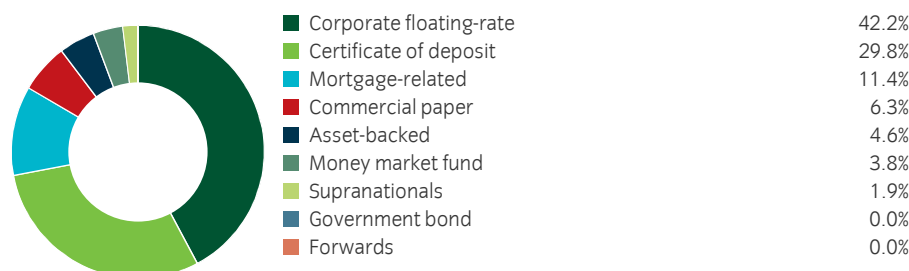 Corporate floating-rate 42.2%
Certificate of deposit 29.8%
Mortgage-related 11.4%
Commercial paper 6.3%
Asset-backed 4.6%
Money market fund 3.8%
Supranationals 1.9%
Government bond 0.0%
Forwards 0.0%